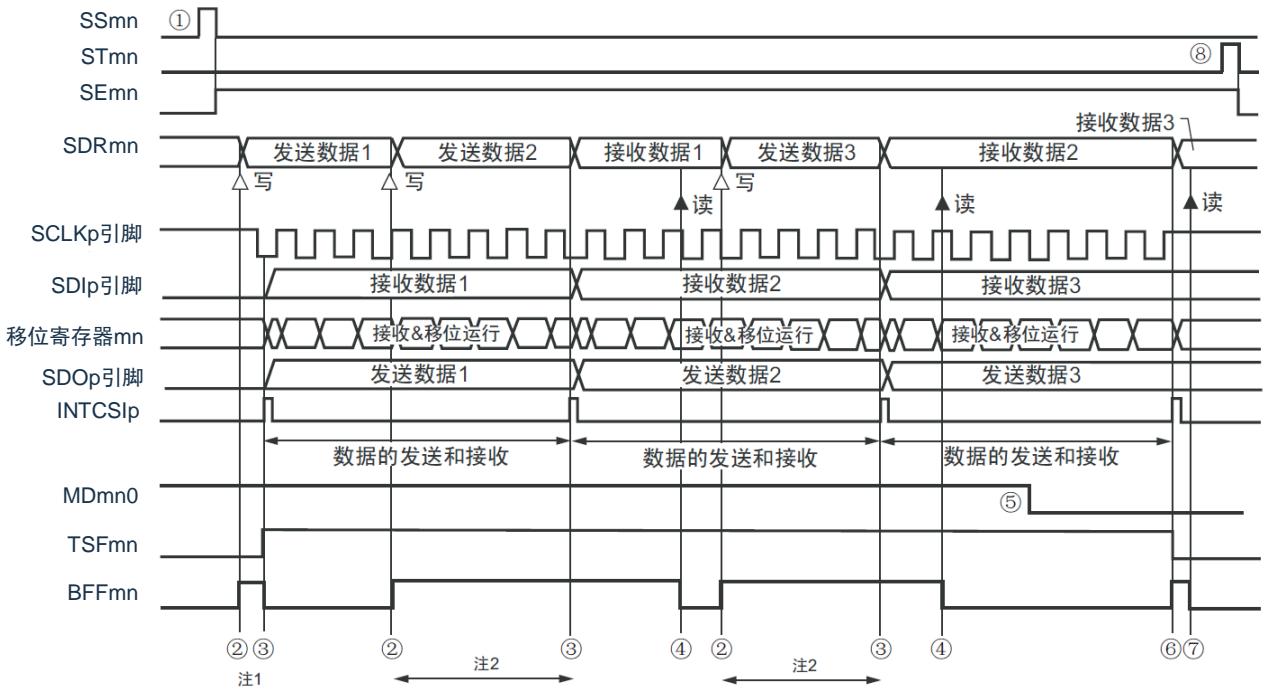 SSmn ①
STmn ⑧
SEmn
接收数据3
SDRmn 发送数据1 发送数据2 接收数据1 发送数据3 接收数据2
写 写 读 写 读 读
SCLKp引脚
SDIp引脚 接收数据1 接收数据2 接收数据3
移位寄存器mn 接收&移位运行 接收&移位运行 接收&移位运行
SDOp引脚 发送数据1 发送数据2 发送数据3
INTCSIp
数据的发送和接收 数据的发送和接收 数据的发送和接收
MDmn0 ⑤
TSFmn
BFFmn
② ③ ② ③ ④ ② ③ ④ ⑥ ⑦
注1 注2 注2